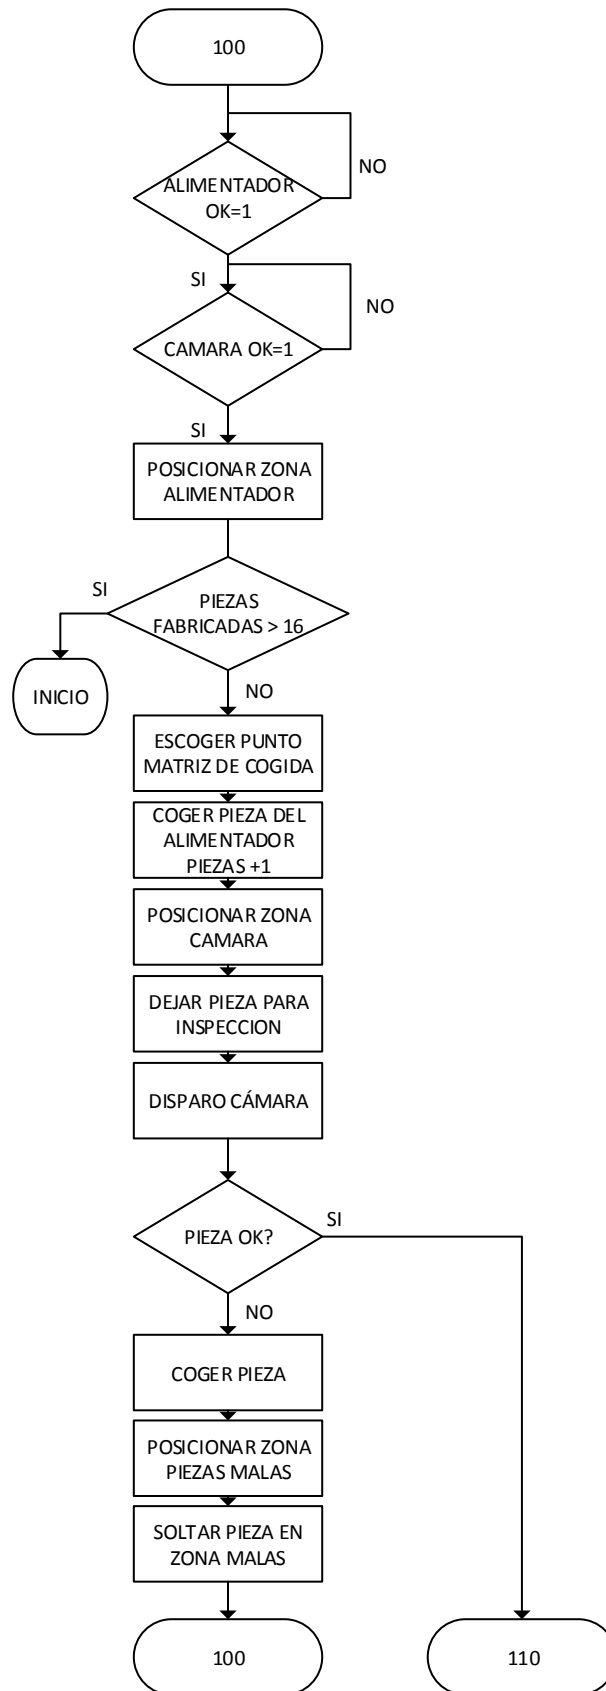 100
NO
ALIMENTADOR
OK=1
SI
NO
CAMARA OK=1
SI
POSICIONAR ZONA
ALIMENTADOR
SI
PIEZAS
FABRICADAS > 16
INICIO
NO
ESCOGER PUNTO
MATRIZ DE COGIDA
COGER PIEZA DEL
ALIMENTADOR
PIEZAS +1
POSICIONAR ZONA
CAMARA
DEJAR PIEZA PARA
INSPECCION
DISPARO CÁMARA
SI
PIEZA OK?
NO
COGER PIEZA
POSICIONAR ZONA
PIEZAS MALAS
SOLTAR PIEZA EN
ZONA MALAS
100
110